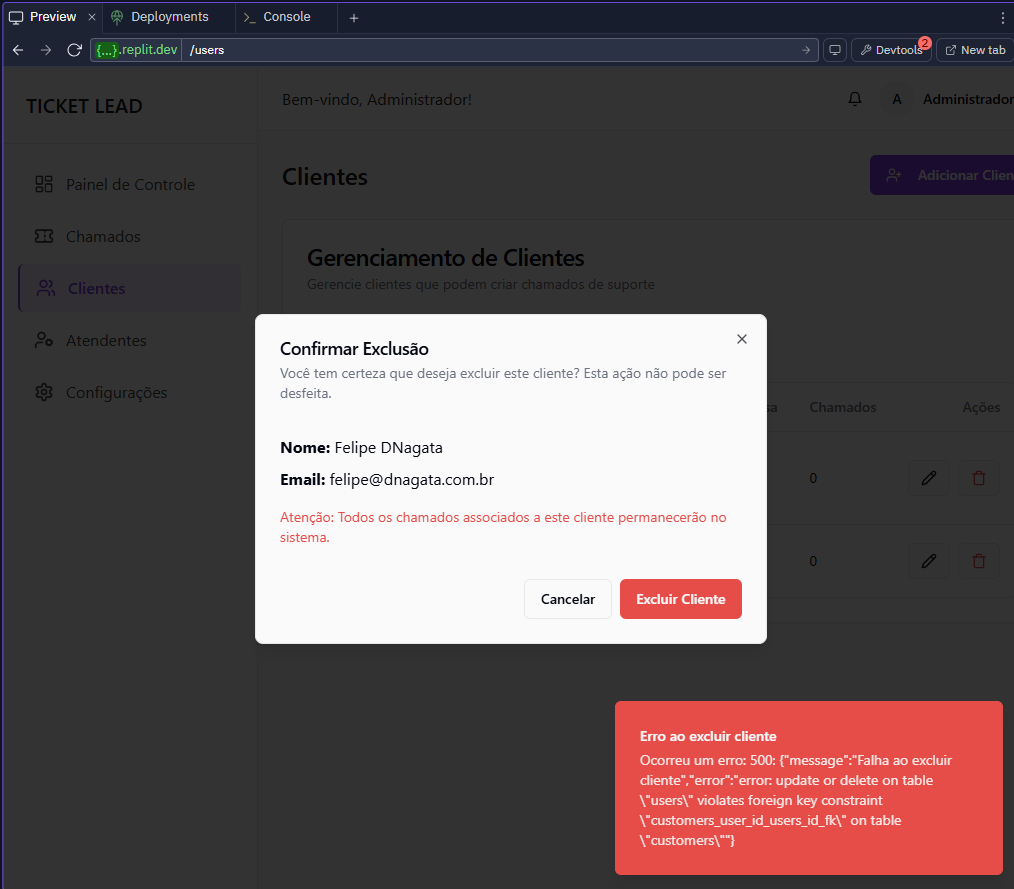 Preview
Deployments
Console
{...}.replit.dev
/users
Devtools
2
New tab
TICKET LEAD
Bem-vindo, Administrador!
A
Administrador
Painel de Controle
Chamados
Clientes
Atendentes
Configurações
Clientes
Adicionar Clien
Gerenciamento de Clientes
Gerencie clientes que podem criar chamados de suporte
sa
Chamados
Ações
0
0
Confirmar Exclusão
Você tem certeza que deseja excluir este cliente? Esta ação não pode ser
desfeita.
Nome: Felipe DNagata
Email: felipe@dnagata.com.br
Atenção: Todos os chamados associados a este cliente permanecerão no
sistema.
Cancelar
Excluir Cliente
Erro ao excluir cliente
Ocorreu um erro: 500: {"message":"Falha ao excluir
cliente","error":"error: update or delete on table
\"users\" violates foreign key constraint
\"customers_user_id_users_id_fk\" on table
\"customers\""}